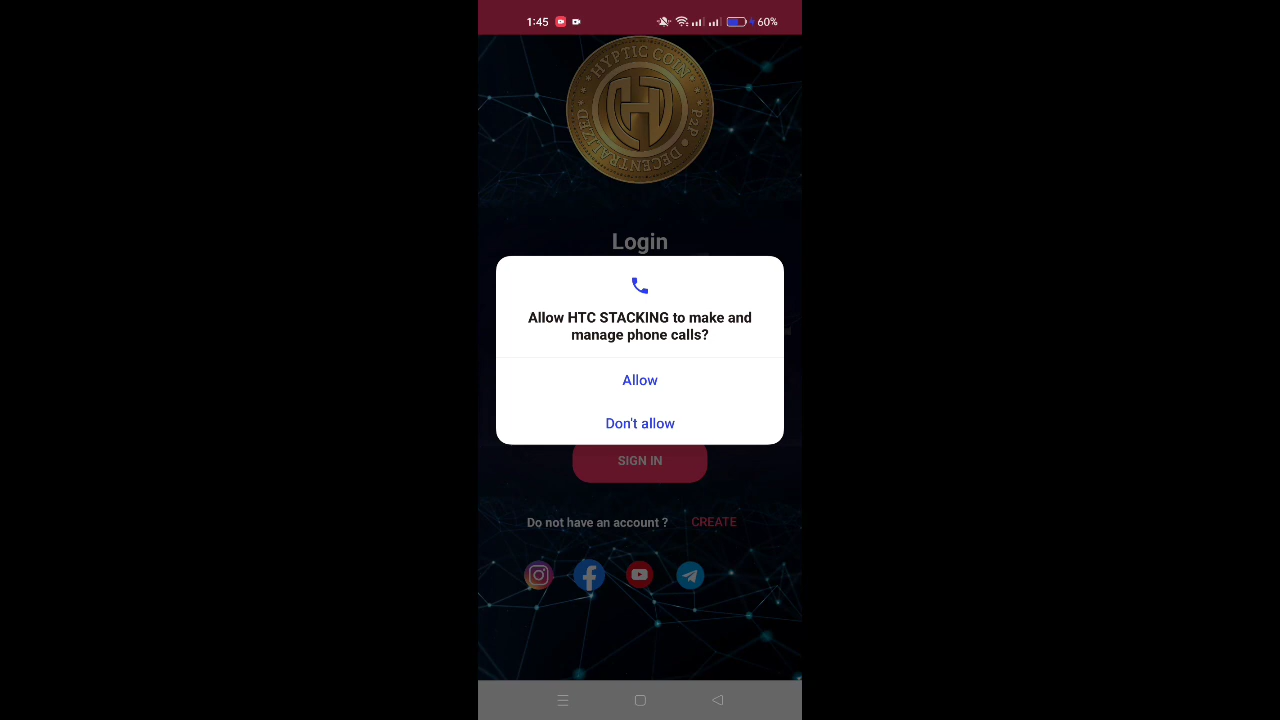 1:45
60%
HYPTIC COIN
P2P
DECENTRALIZED
Login
Allow HTC STACKING to make and
manage phone calls?
Allow
Don't allow
SIGN IN
Do not have an account ? CREATE